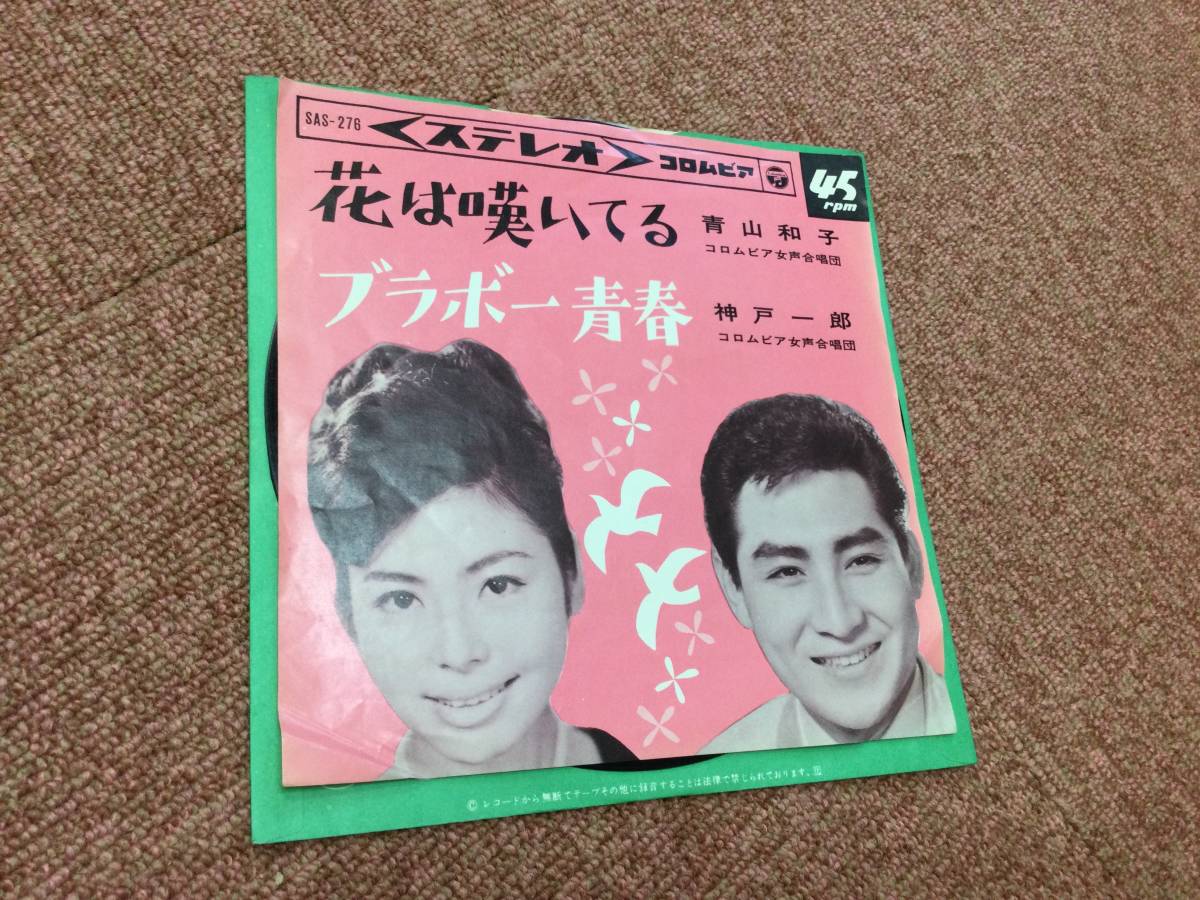 SAS-276 <ステレオ> コロムビア
45 rpm
花は嘆いてる 青山和子
コロムビア女声合唱団
ブラボー青春 神戸一郎
コロムビア女声合唱団
Ⓒレコードから無断でテープその他に録音することは法律で禁じられております。